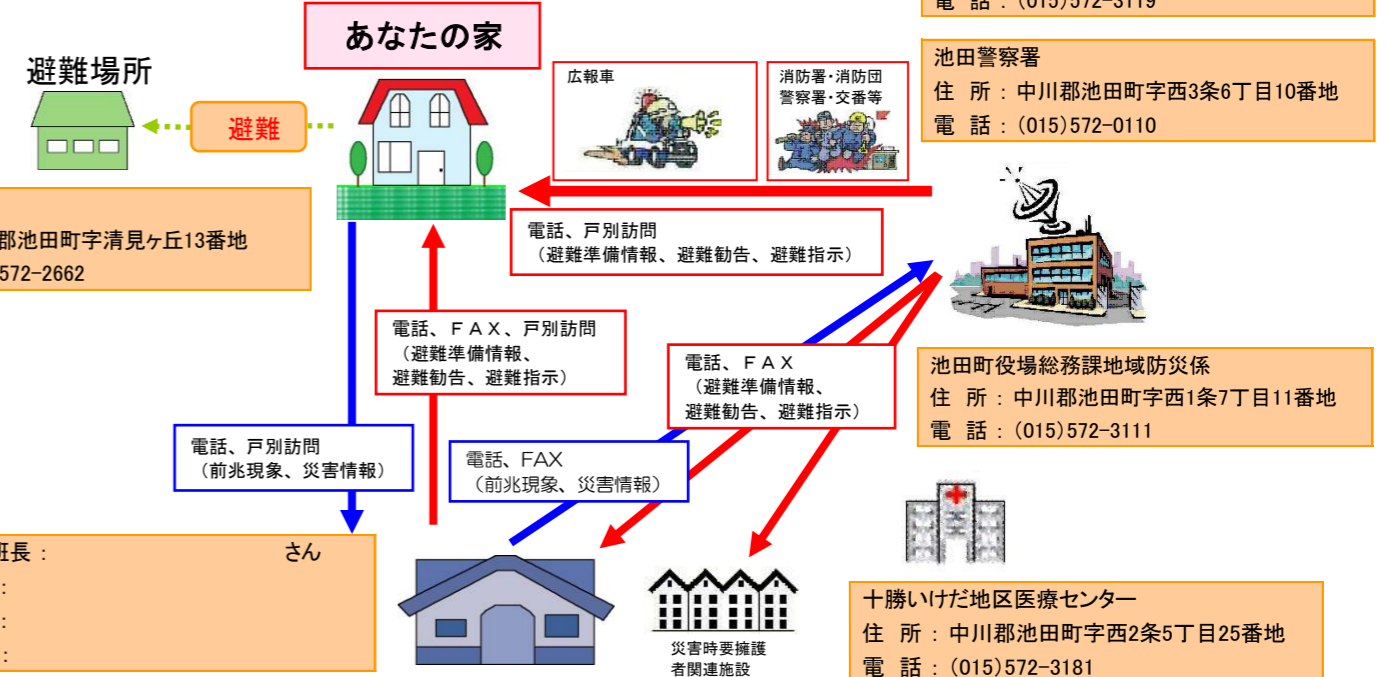 電 話 : (015)572-3119
あなたの家
避難場所
避難
広報車
消防署・消防団
警察署・交番等
池田警察署
住 所 : 中川郡池田町字西3条6丁目10番地
電 話 : (015)572-0110
郡池田町字清見ヶ丘13番地
572-2662
電話、戸別訪問
(避難準備情報、避難勧告、避難指示)
電話、FAX、戸別訪問
(避難準備情報、
避難勧告、避難指示)
電話、FAX
(避難準備情報、
避難勧告、避難指示)
池田町役場総務課地域防災係
住 所 : 中川郡池田町字西1条7丁目11番地
電 話 : (015)572-3111
電話、戸別訪問
(前兆現象、災害情報)
電話、FAX
(前兆現象、災害情報)
班長 : さん
:
:
:
災害時要擁護
者関連施設
十勝いけだ地区医療センター
住 所 : 中川郡池田町字西2条5丁目25番地
電 話 : (015)572-3181